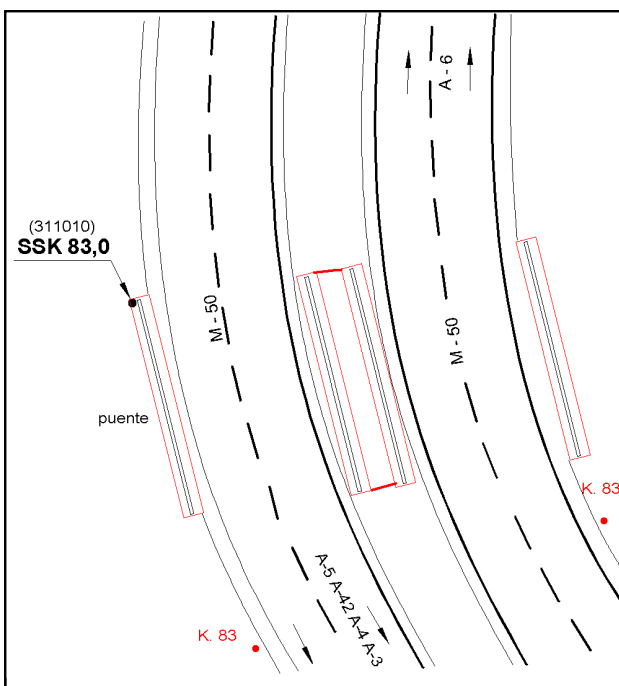 A - 6
(311010)
SSK 83,0
M - 50
M - 50
puente
K. 83
A-5 A-42 A-4 A-3
K. 83